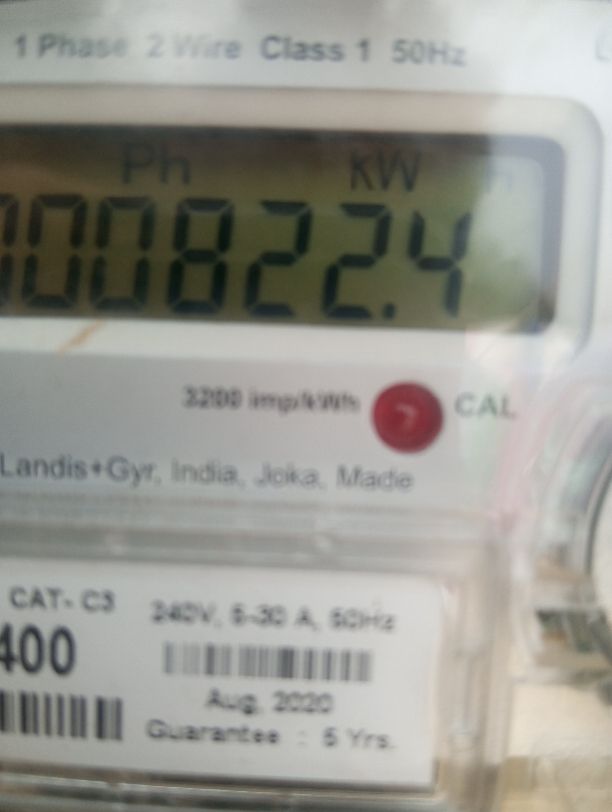 1 Phase 2 Wire Class 1 50Hz
Ph kW h
000822.4
3200 imp/kWh CAL
Landis+Gyr, India, Joka, Made
CAT- C3 240V, 5-30 A, 50Hz
400
Aug, 2020
Guarantee : 5 Yrs.